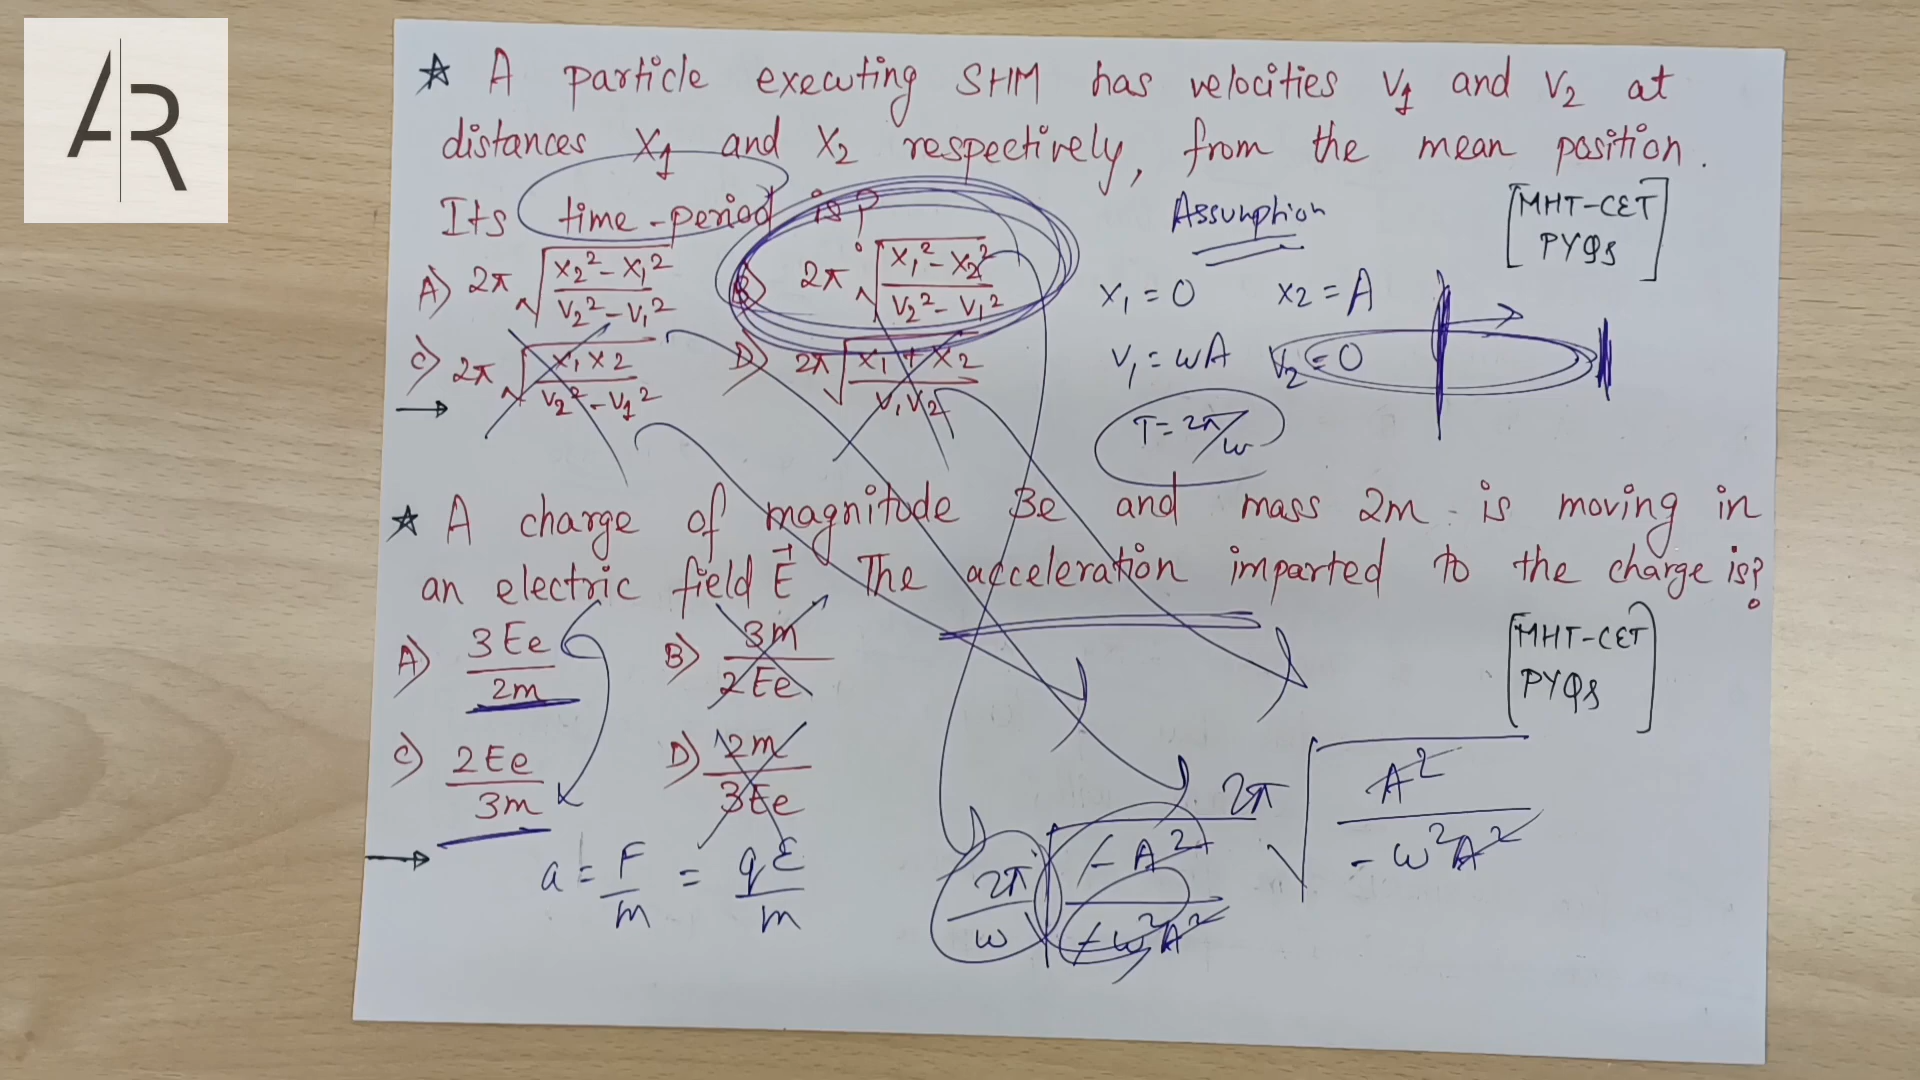 AR
☆ A particle executing SHM has velocities V1 and V2 at
distances X1 and X2 respectively, from the mean position.
Its time-period is?
Assumption
[MHT-CET
PYQs]
A) 2π √((X2² - X1²)/(V2² - V1²))
B) 2π √((X1² - X2²)/(V2² - V1²))
X1 = 0 X2 = A
C) 2π √((X1 X2)/(V2² - V1²))
D) 2π √((X1 + X2)/(V1V2))
V1 = ωA V2 = 0
→
T = 2π/ω
☆ A charge of magnitude 3e and mass 2m is moving in
an electric field E⃗ The acceleration imparted to the charge is?
A) 3Ee/2m
B) 3m/2Ee
[MHT-CET
PYQs]
C) 2Ee/3m
D) 2m/3Ee
→ a = F/m = qE/m
2π/ω √(-A²/-ω²A²)
2π √(A²/-ω²A²)